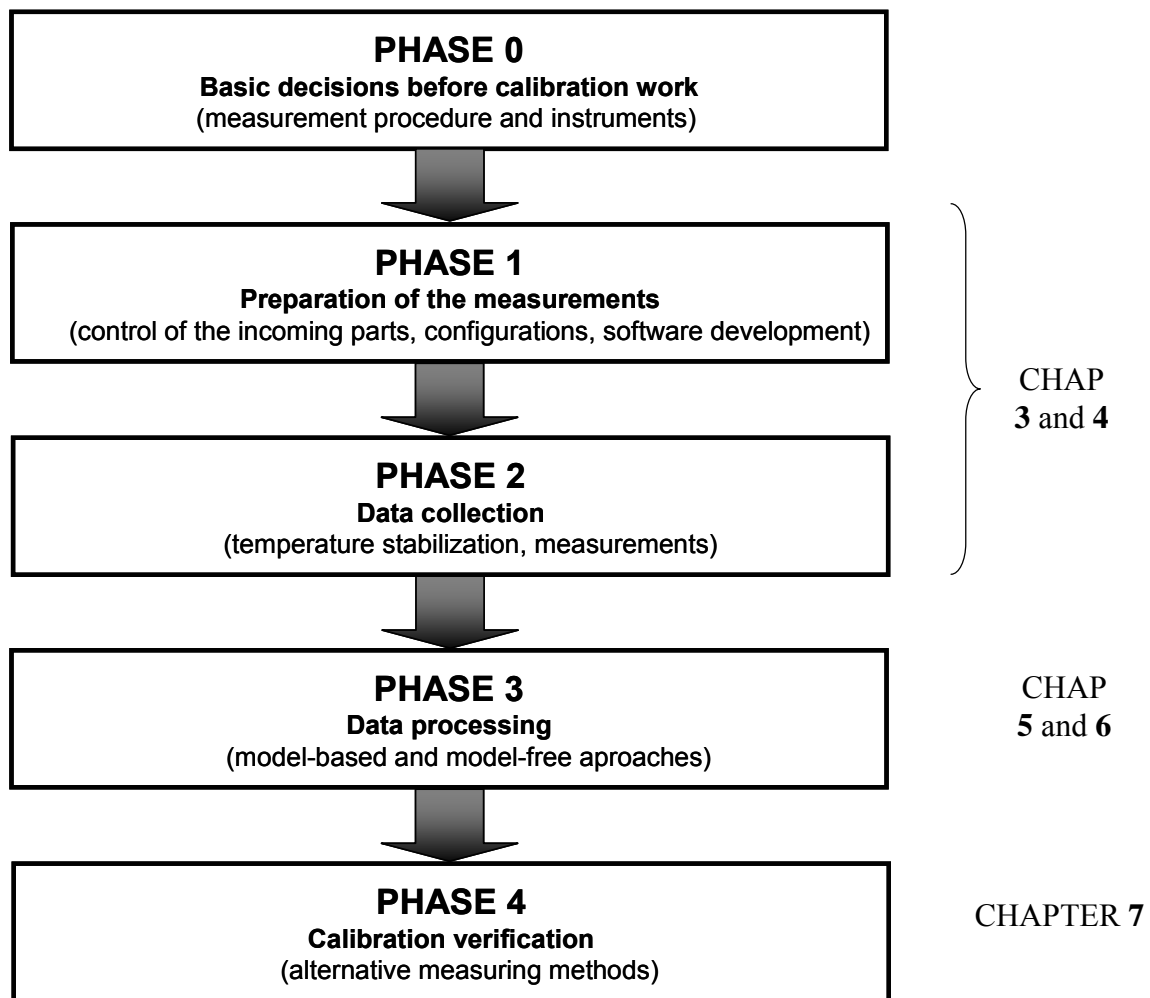 PHASE 0
Basic decisions before calibration work
(measurement procedure and instruments)
PHASE 1
Preparation of the measurements
(control of the incoming parts, configurations, software development)
PHASE 2
Data collection
(temperature stabilization, measurements)
CHAP
3 and 4
PHASE 3
Data processing
(model-based and model-free aproaches)
CHAP
5 and 6
PHASE 4
Calibration verification
(alternative measuring methods)
CHAPTER 7